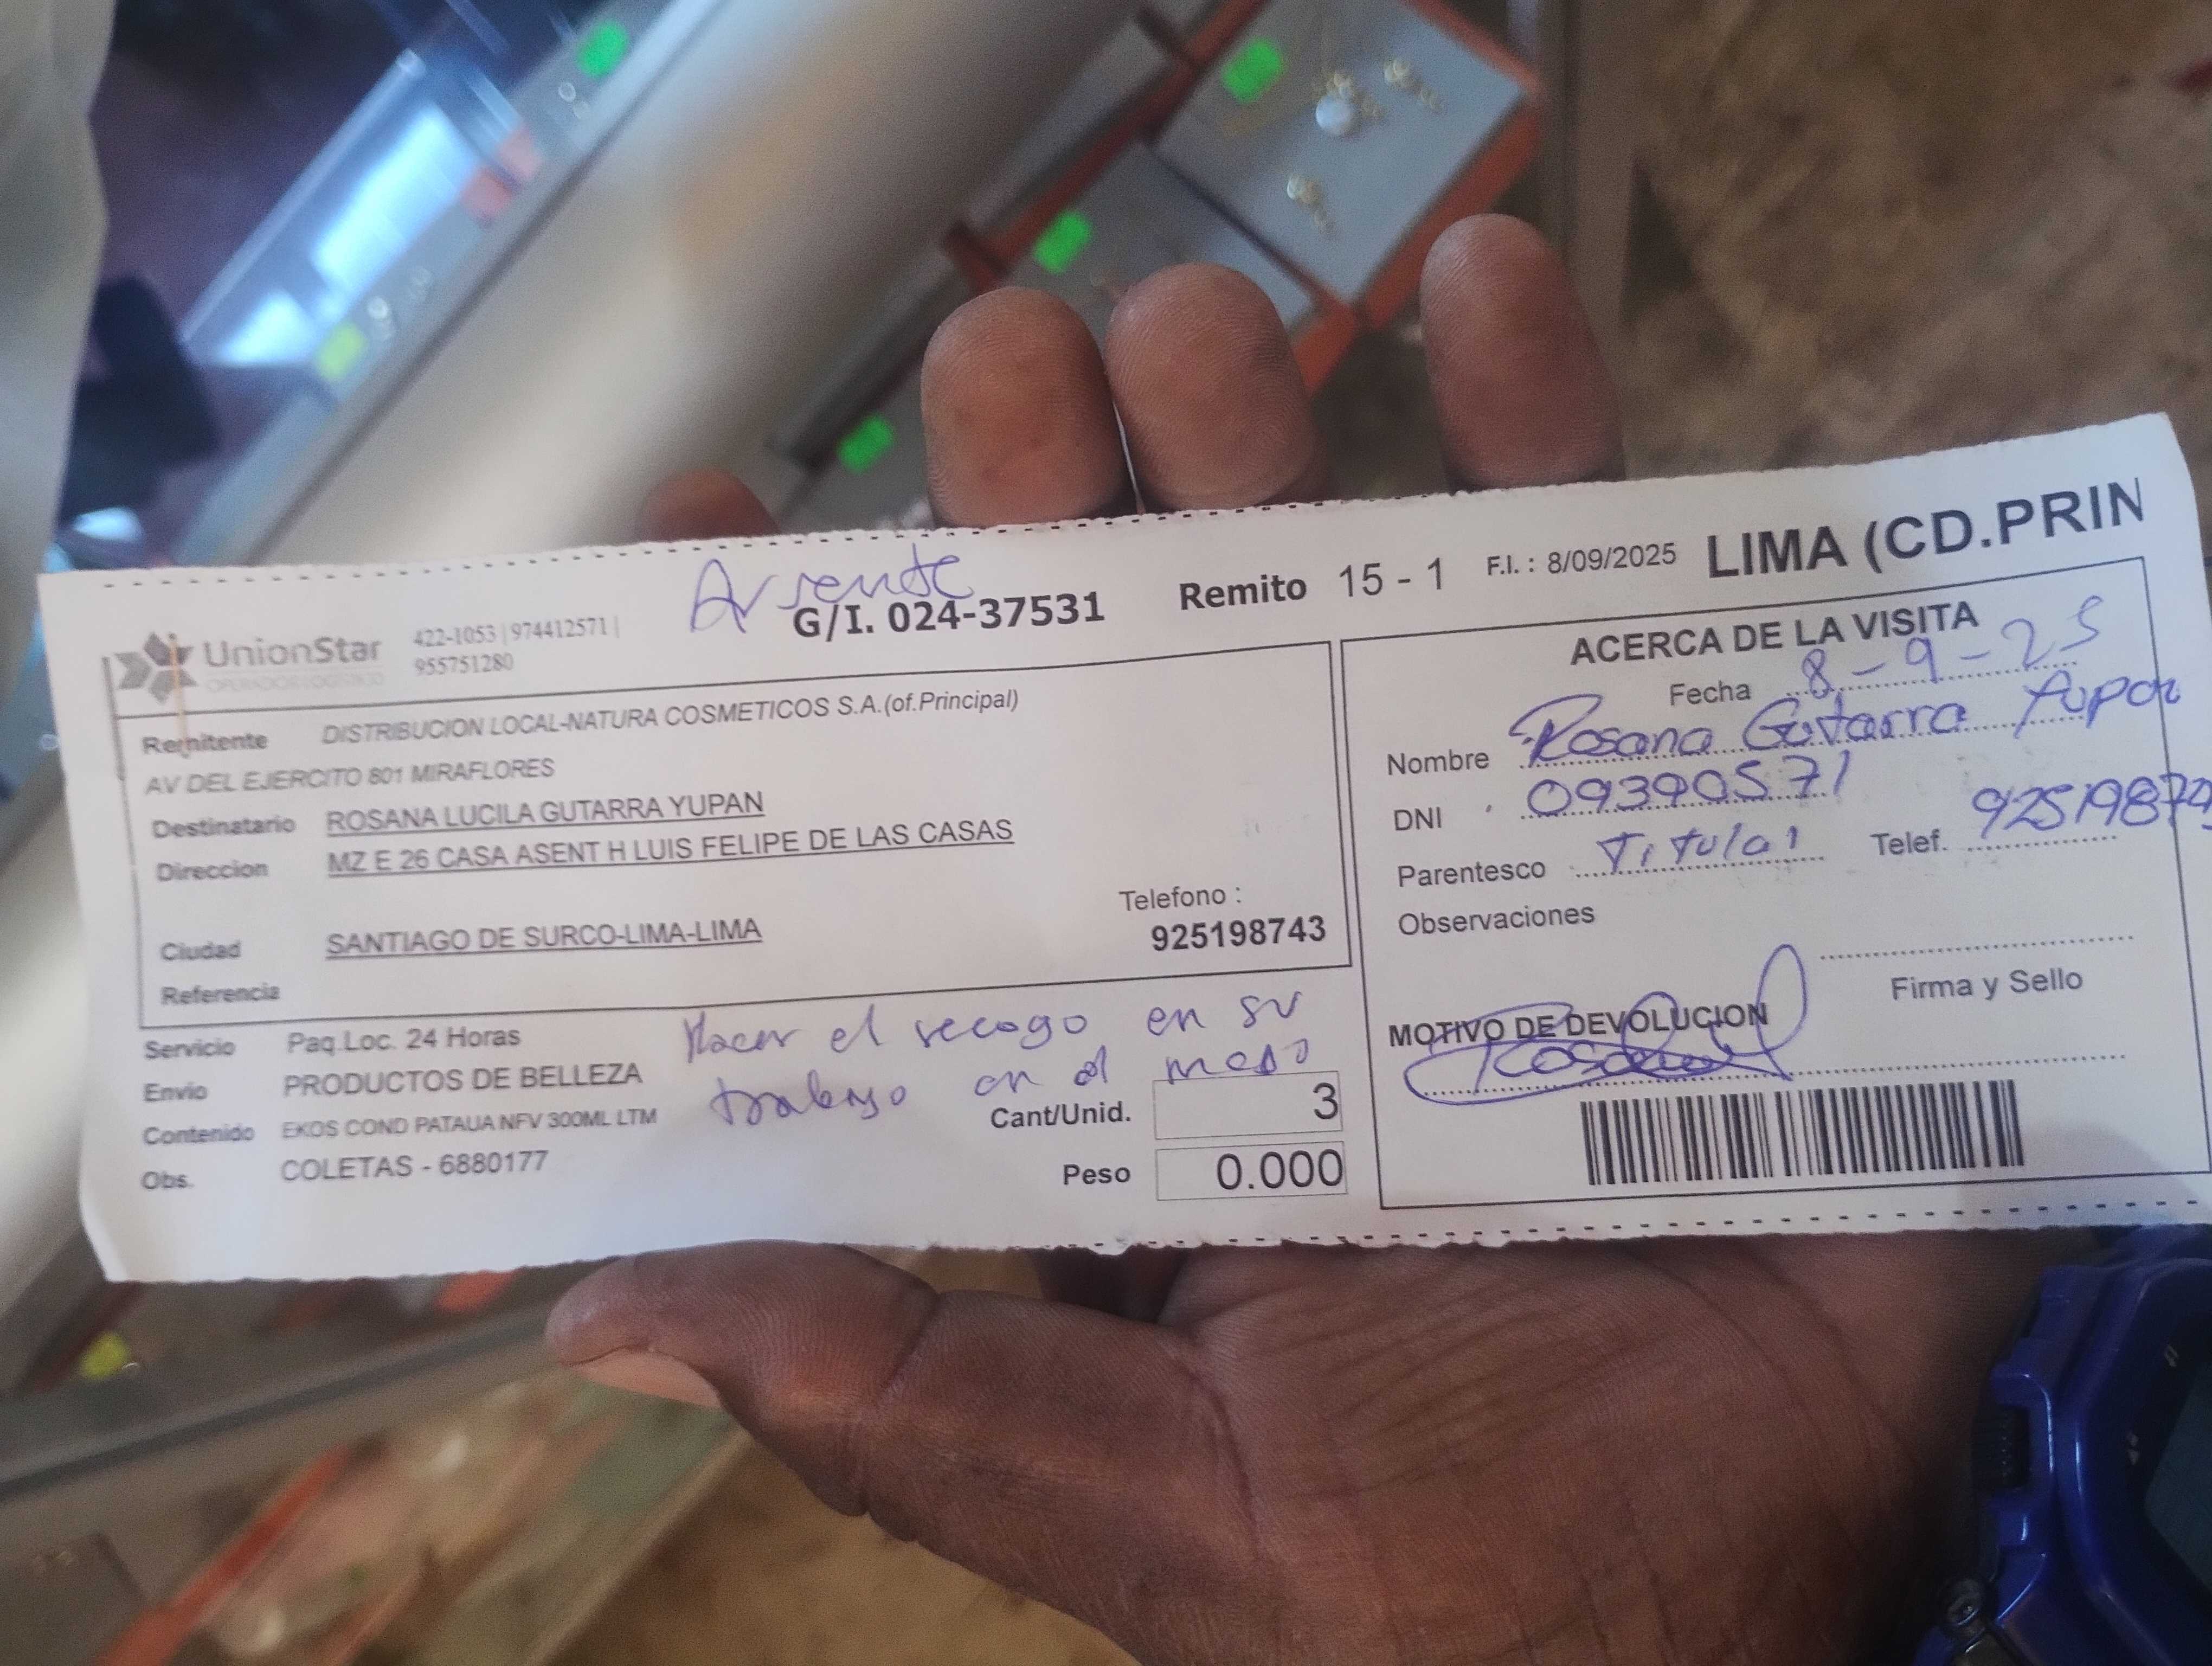 Arsente
G/I. 024-37531 Remito 15 - 1 F.I. : 8/09/2025 LIMA (CD.PRIN
UnionStar
OPERADOR LOGISTICO
422-1053 | 974412571 |
955751280
Remitente DISTRIBUCION LOCAL-NATURA COSMETICOS S.A.(of.Principal)
AV DEL EJERCITO 801 MIRAFLORES
Destinatario ROSANA LUCILA GUTARRA YUPAN
Direccion MZ E 26 CASA ASENT H LUIS FELIPE DE LAS CASAS
Telefono :
Ciudad SANTIAGO DE SURCO-LIMA-LIMA 925198743
Referencia
Servicio Paq.Loc. 24 Horas
Envio PRODUCTOS DE BELLEZA
Contenido EKOS COND PATAUA NFV 300ML LTM
Obs. COLETAS - 6880177
Hacer el recogo en su
trabajo en el
Cant/Unid. 3
Peso 0.000
ACERCA DE LA VISITA
Fecha 8-9-25
Nombre Rosana Gutarra
DNI 09390571
Parentesco Titular Telef. 92519874
Observaciones
Firma y Sello
MOTIVO DE DEVOLUCION